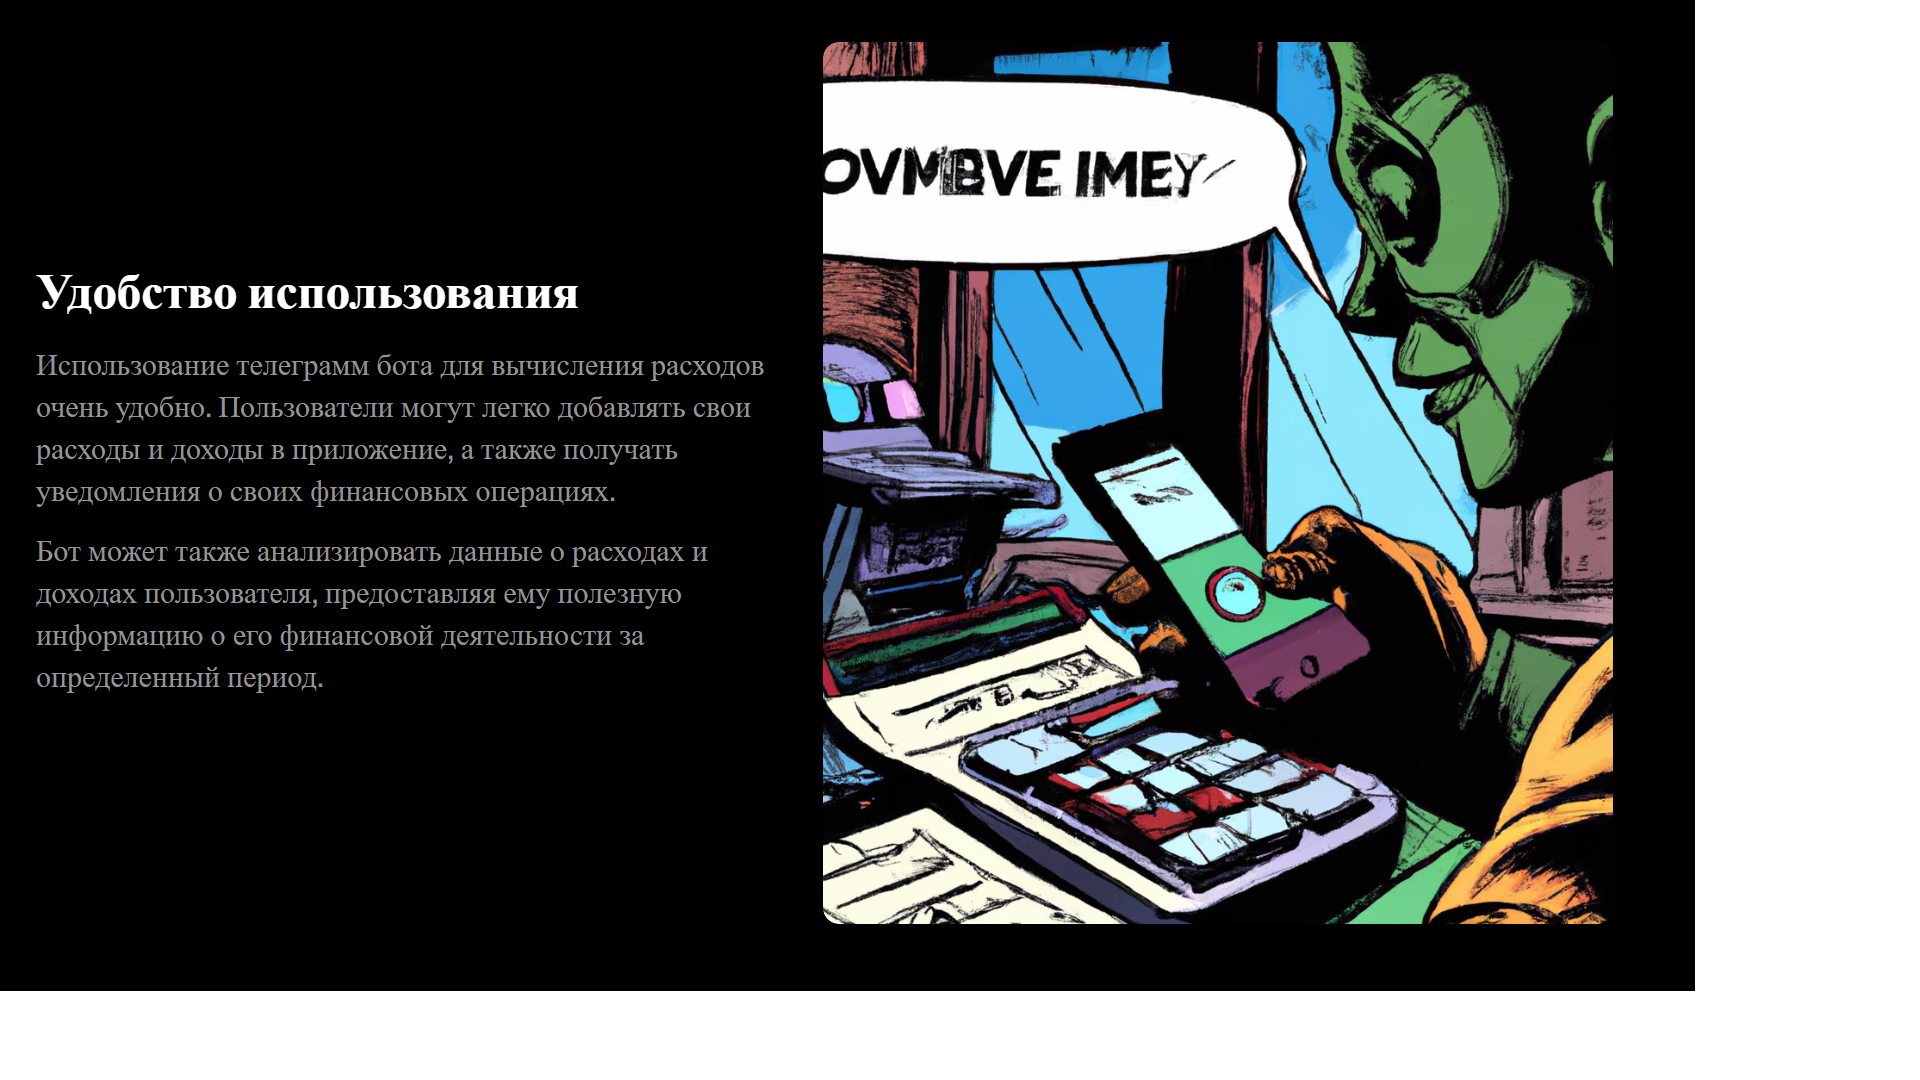 Удобство использования
Использование телеграмм бота для вычисления расходов
очень удобно. Пользователи могут легко добавлять свои
расходы и доходы в приложение, а также получать
уведомления о своих финансовых операциях.
Бот может также анализировать данные о расходах и
доходах пользователя, предоставляя ему полезную
информацию о его финансовой деятельности за
определенный период.
IMEY